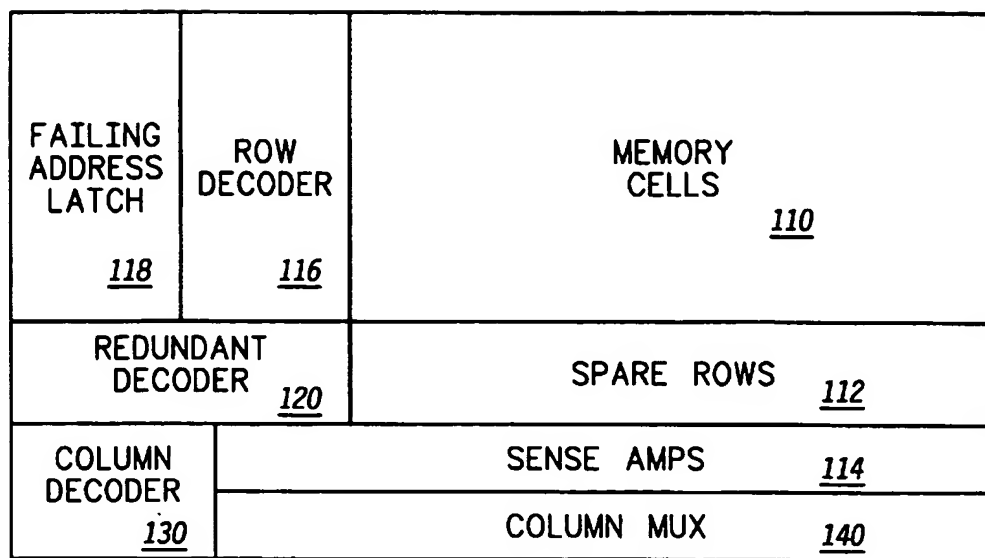 FAILING
ADDRESS
LATCH
118
ROW
DECODER
116
MEMORY
CELLS
110
REDUNDANT
DECODER
120
SPARE ROWS
112
COLUMN
DECODER
130
SENSE AMPS
114
COLUMN MUX
140